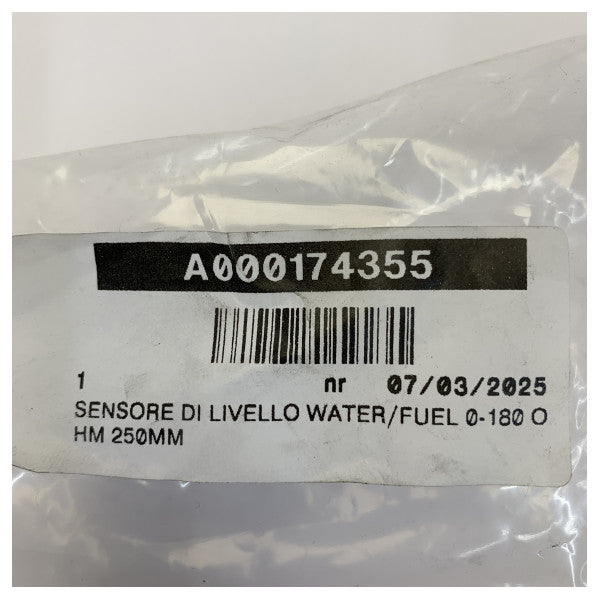 A000174355
1 nr 07/03/2025
SENSORE DI LIVELLO WATER/FUEL 0-180 O
HM 250MM